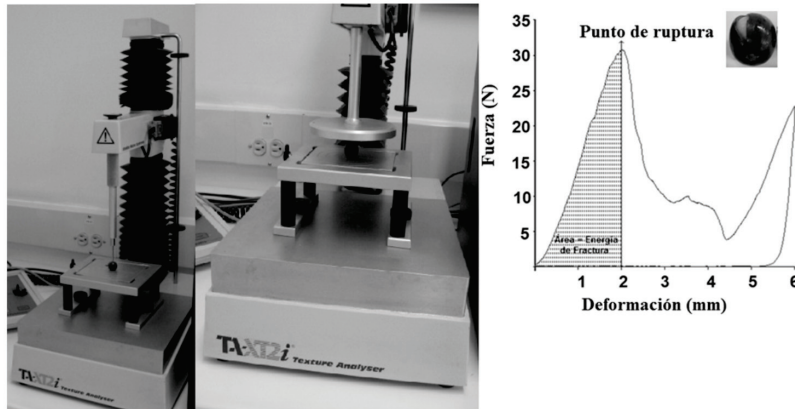 TA-XT2i Texture Analyser
TA-XT2i Texture Analyser
Punto de ruptura
Fuerza (N)
35
30
25
20
15
10
5
Área = Energía
de Fractura
1 2 3 4 5 6
Deformación (mm)